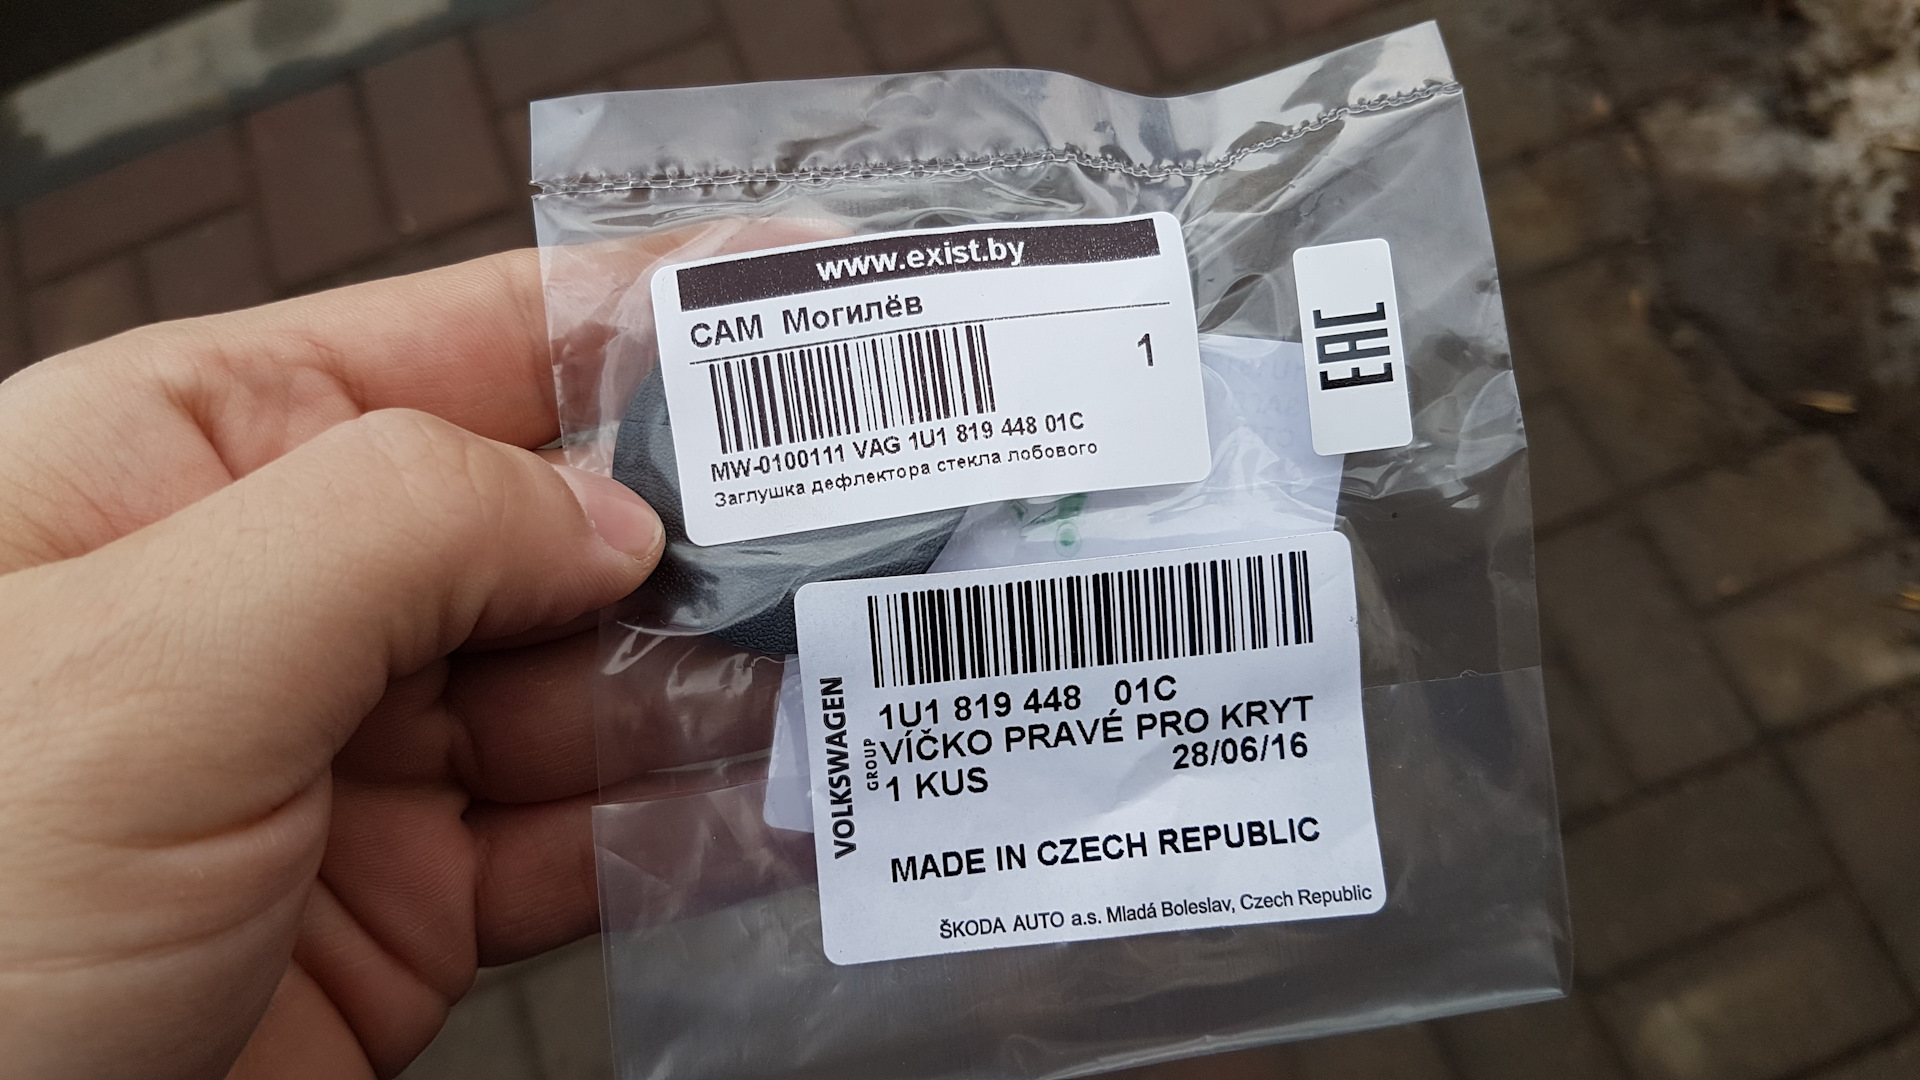 www.exist.by
САМ Могилёв
1
MW-0100111 VAG 1U1 819 448 01C
Заглушка дефлектора стекла лобового
EAC
VOLKSWAGEN
GROUP
1U1 819 448 01C
VÍČKO PRAVÉ PRO KRYT
28/06/16
1 KUS
MADE IN CZECH REPUBLIC
ŠKODA AUTO a.s. Mladá Boleslav, Czech Republic